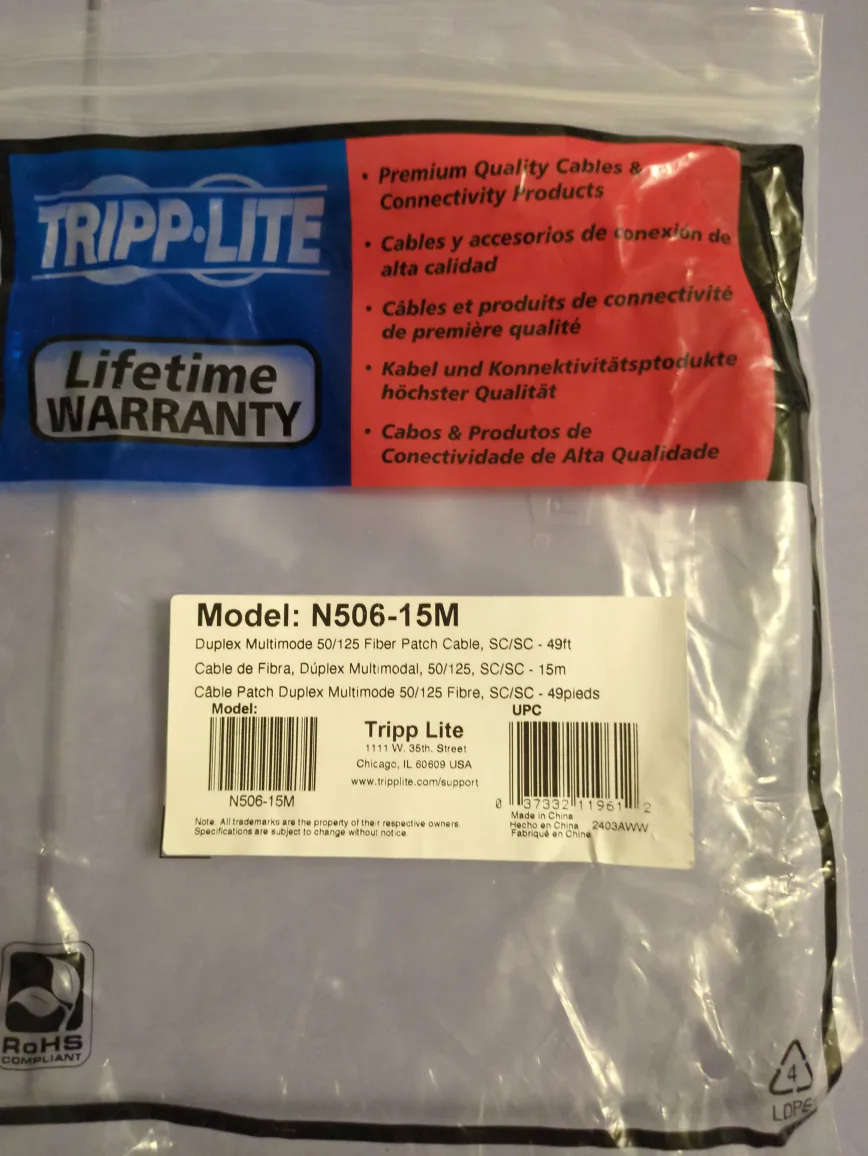 TRIPP·LITE
Lifetime
WARRANTY
• Premium Quality Cables &
Connectivity Products
• Cables y accesorios de conexión de
alta calidad
• Câbles et produits de connectivité
de première qualité
• Kabel und Konnektivitätsptodukte
höchster Qualität
• Cabos & Produtos de
Conectividade de Alta Qualidade
Model: N506-15M
Duplex Multimode 50/125 Fiber Patch Cable, SC/SC - 49ft
Cable de Fibra, Dúplex Multimodal, 50/125, SC/SC - 15m
Câble Patch Duplex Multimode 50/125 Fibre, SC/SC - 49pieds
Model:
N506-15M
Tripp Lite
1111 W. 35th. Street
Chicago, IL 60609 USA
www.tripplite.com/support
UPC
0 37332 11961 2
Made in China
Hecho en China 2403AWW
Fabriqué en Chine
Note. All trademarks are the property of their respective owners.
Specifications are subject to change without notice.
RoHS
COMPLIANT
4
LDPE